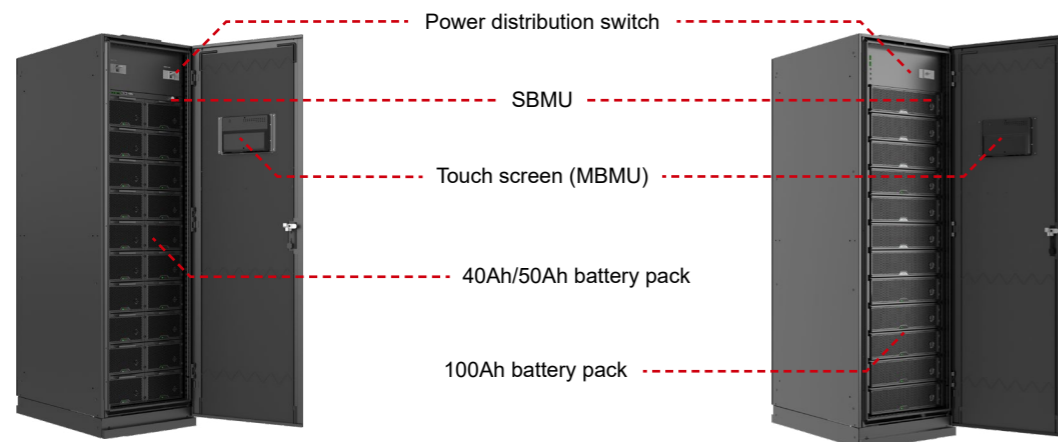 Power distribution switch
SBMU
Touch screen (MBMU)
40Ah/50Ah battery pack
100Ah battery pack